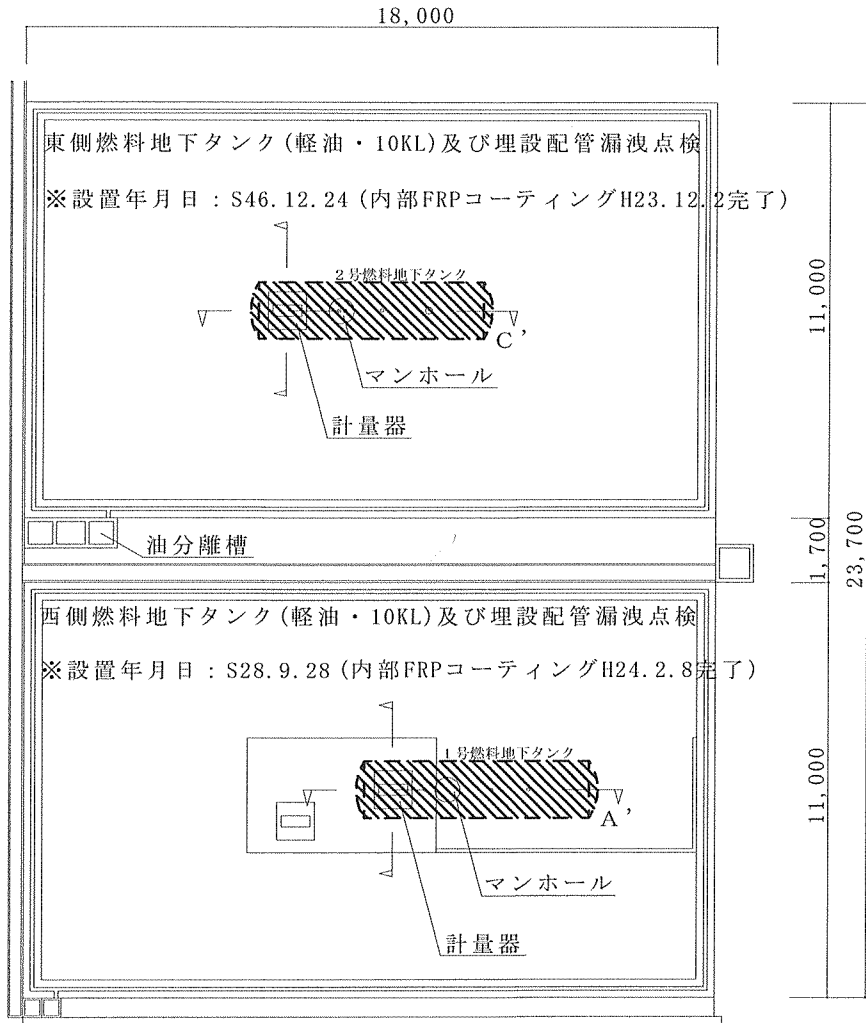 18,000
東側燃料地下タンク(軽油・10KL)及び埋設配管漏洩点検
※設置年月日：S46.12.24(内部FRPコーティングH23.12.2完了)
2号燃料地下タンク
C’
マンホール
計量器
11,000
油分離槽
1,700
23,700
西側燃料地下タンク(軽油・10KL)及び埋設配管漏洩点検
※設置年月日：S28.9.28(内部FRPコーティングH24.2.8完了)
1号燃料地下タンク
A’
マンホール
計量器
11,000